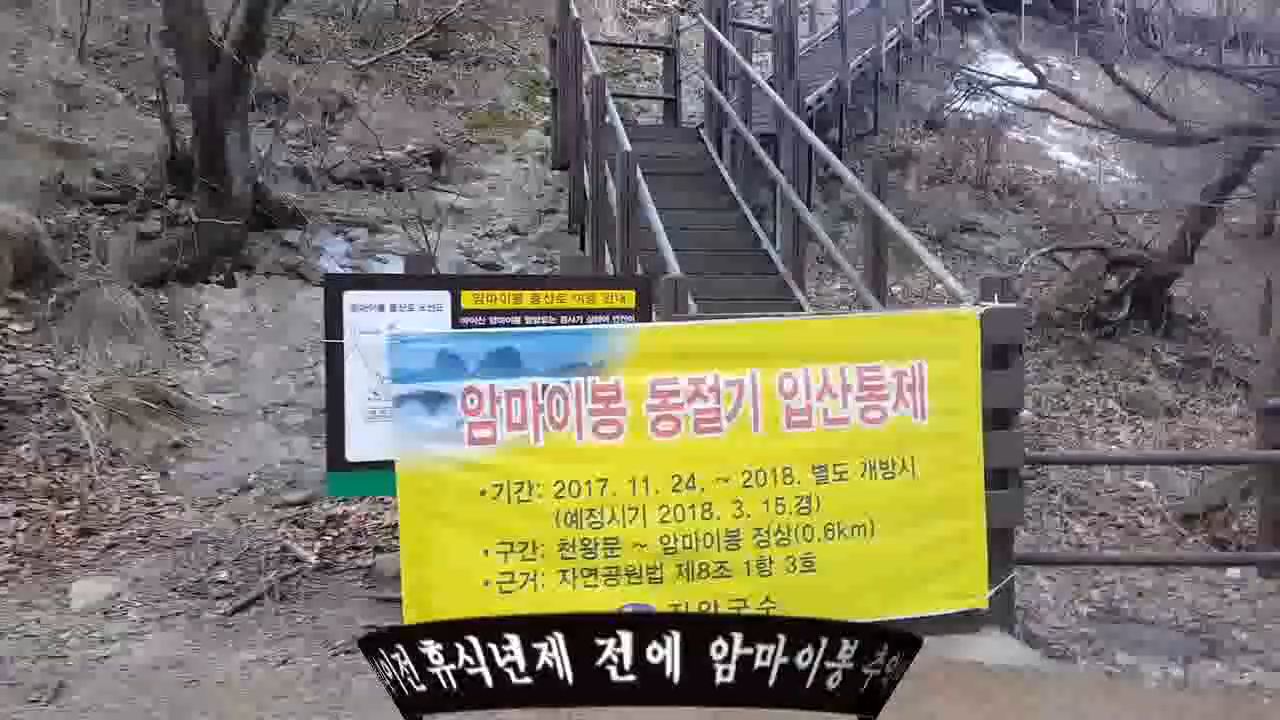 암마이봉 등산로 이용 안내
암마이봉 동절기 입산통제
•기간: 2017. 11. 24. ~ 2018. 별도 개방시
(예정시기 2018. 3. 15.경)
•구간: 천왕문 ~ 암마이봉 정상(0.6km)
•근거: 자연공원법 제8조 1항 3호
진안군수
휴식년제 전에 암마이봉